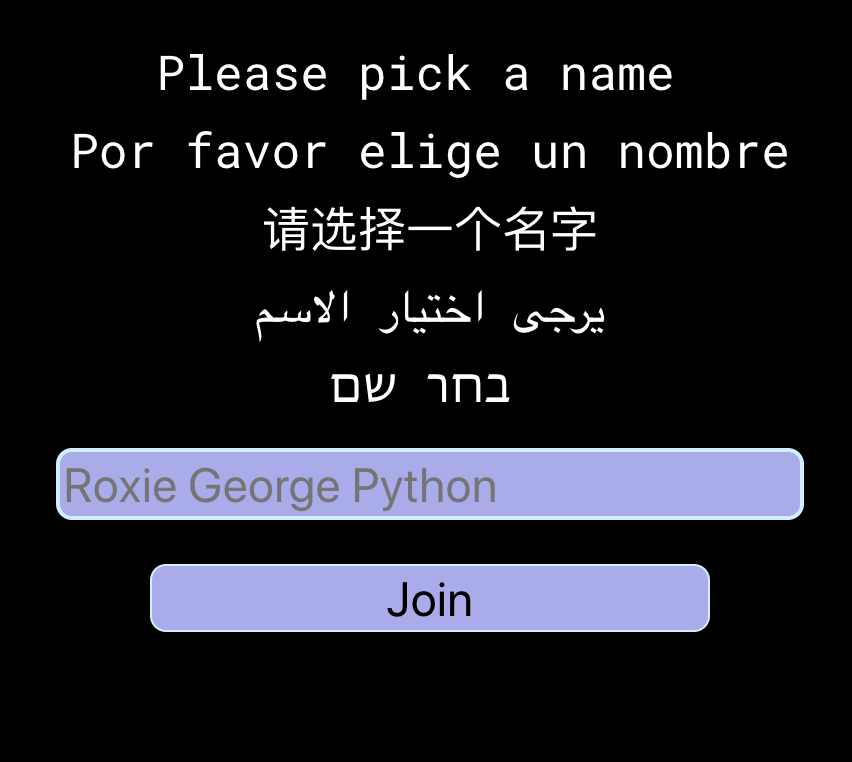 Please pick a name
Por favor elige un nombre
请选择一个名字
يرجى اختيار الاسم
בחר שם
Roxie George Python
Join